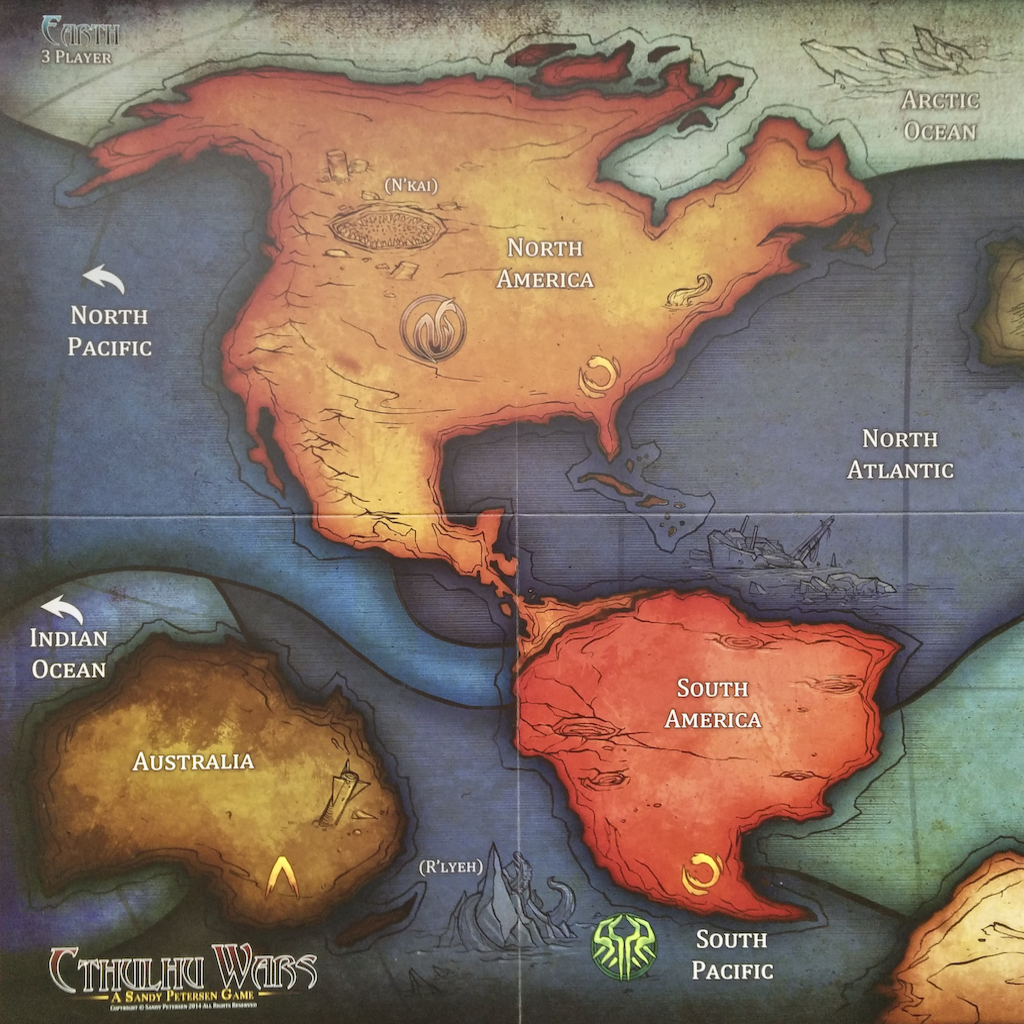 Earth
3 Player
Arctic
Ocean
(N'kai)
North
America
North
Pacific
North
Atlantic
Indian
Ocean
South
America
Australia
(R'lyeh)
South
Pacific
Cthulhu Wars
A Sandy Petersen Game
Copyright © Sandy Petersen 2014 All Rights Reserved